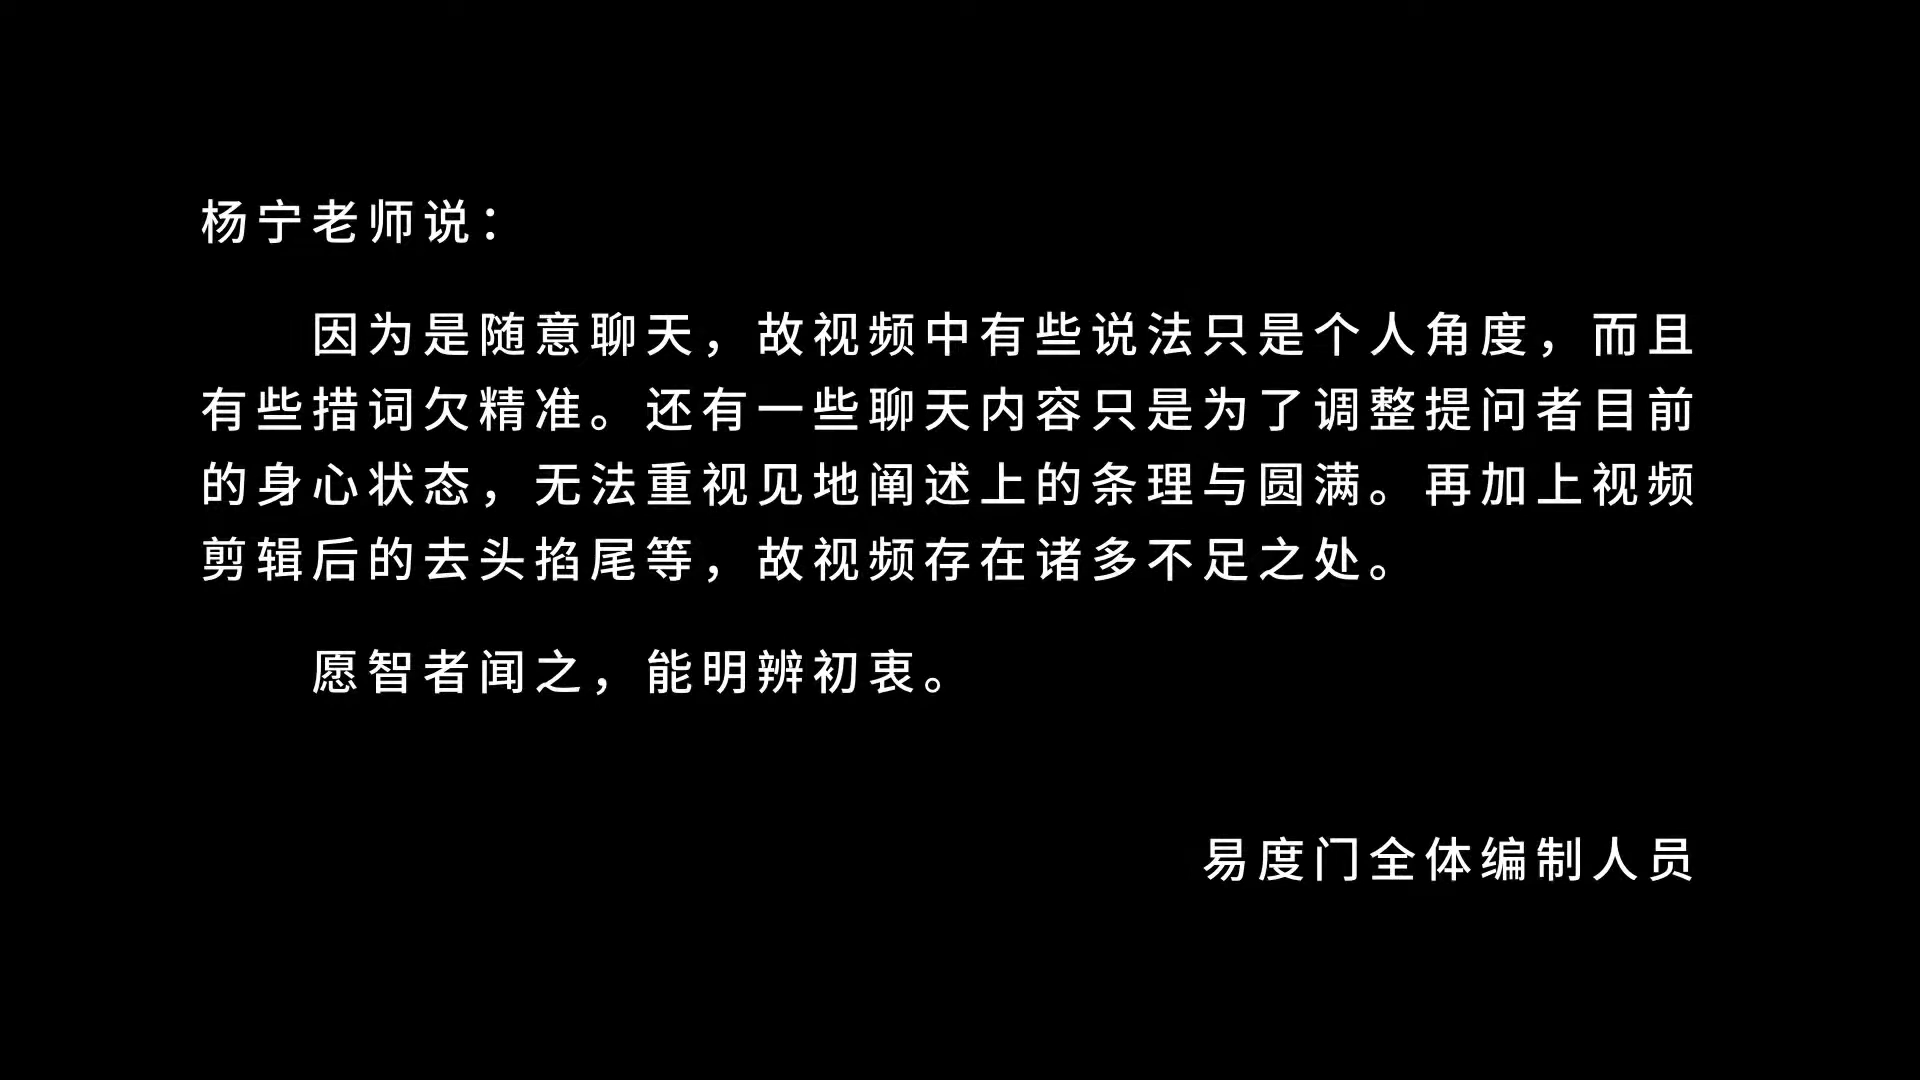 杨宁老师说：
因为是随意聊天，故视频中有些说法只是个人角度，而且
有些措词欠精准。还有一些聊天内容只是为了调整提问者目前
的身心状态，无法重视见地阐述上的条理与圆满。再加上视频
剪辑后的去头掐尾等，故视频存在诸多不足之处。
愿智者闻之，能明辨初衷。
易度门全体编制人员